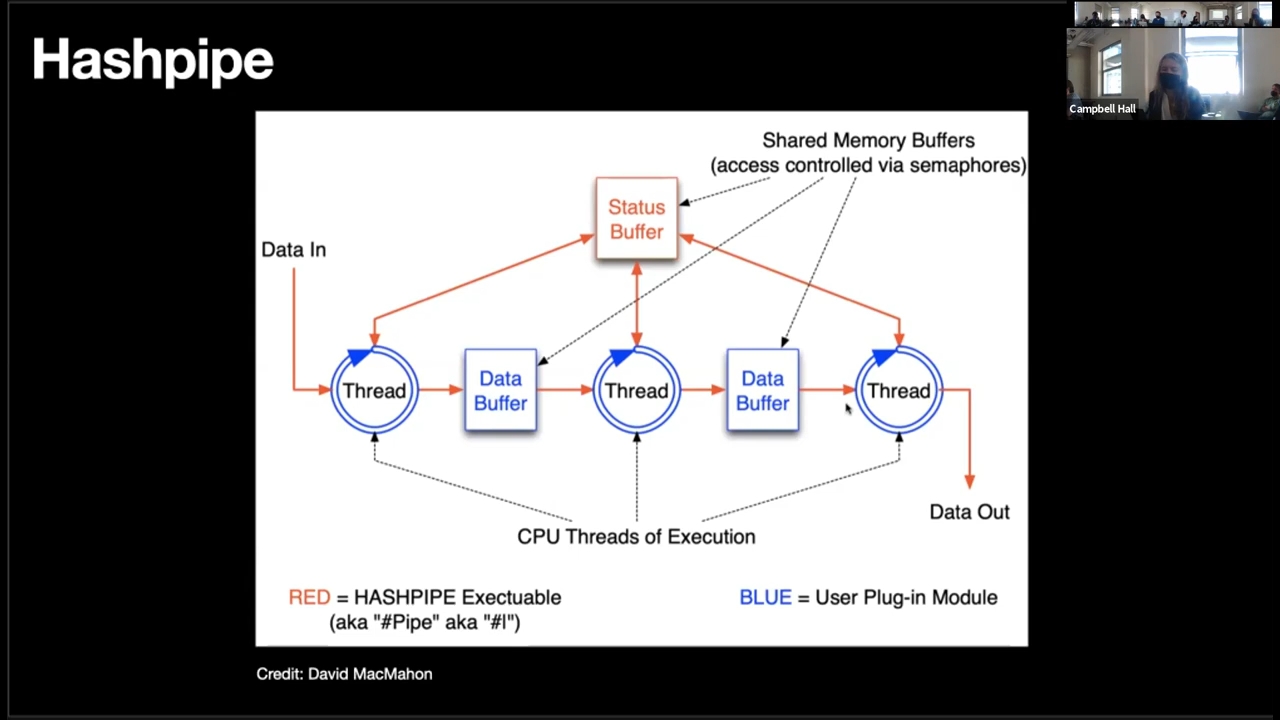 Hashpipe
Campbell Hall
Shared Memory Buffers
(access controlled via semaphores)
Status
Buffer
Data In
Thread
Data
Buffer
Thread
Data
Buffer
Thread
Data Out
CPU Threads of Execution
RED = HASHPIPE Exectuable
(aka "#Pipe" aka "#I")
BLUE = User Plug-in Module
Credit: David MacMahon